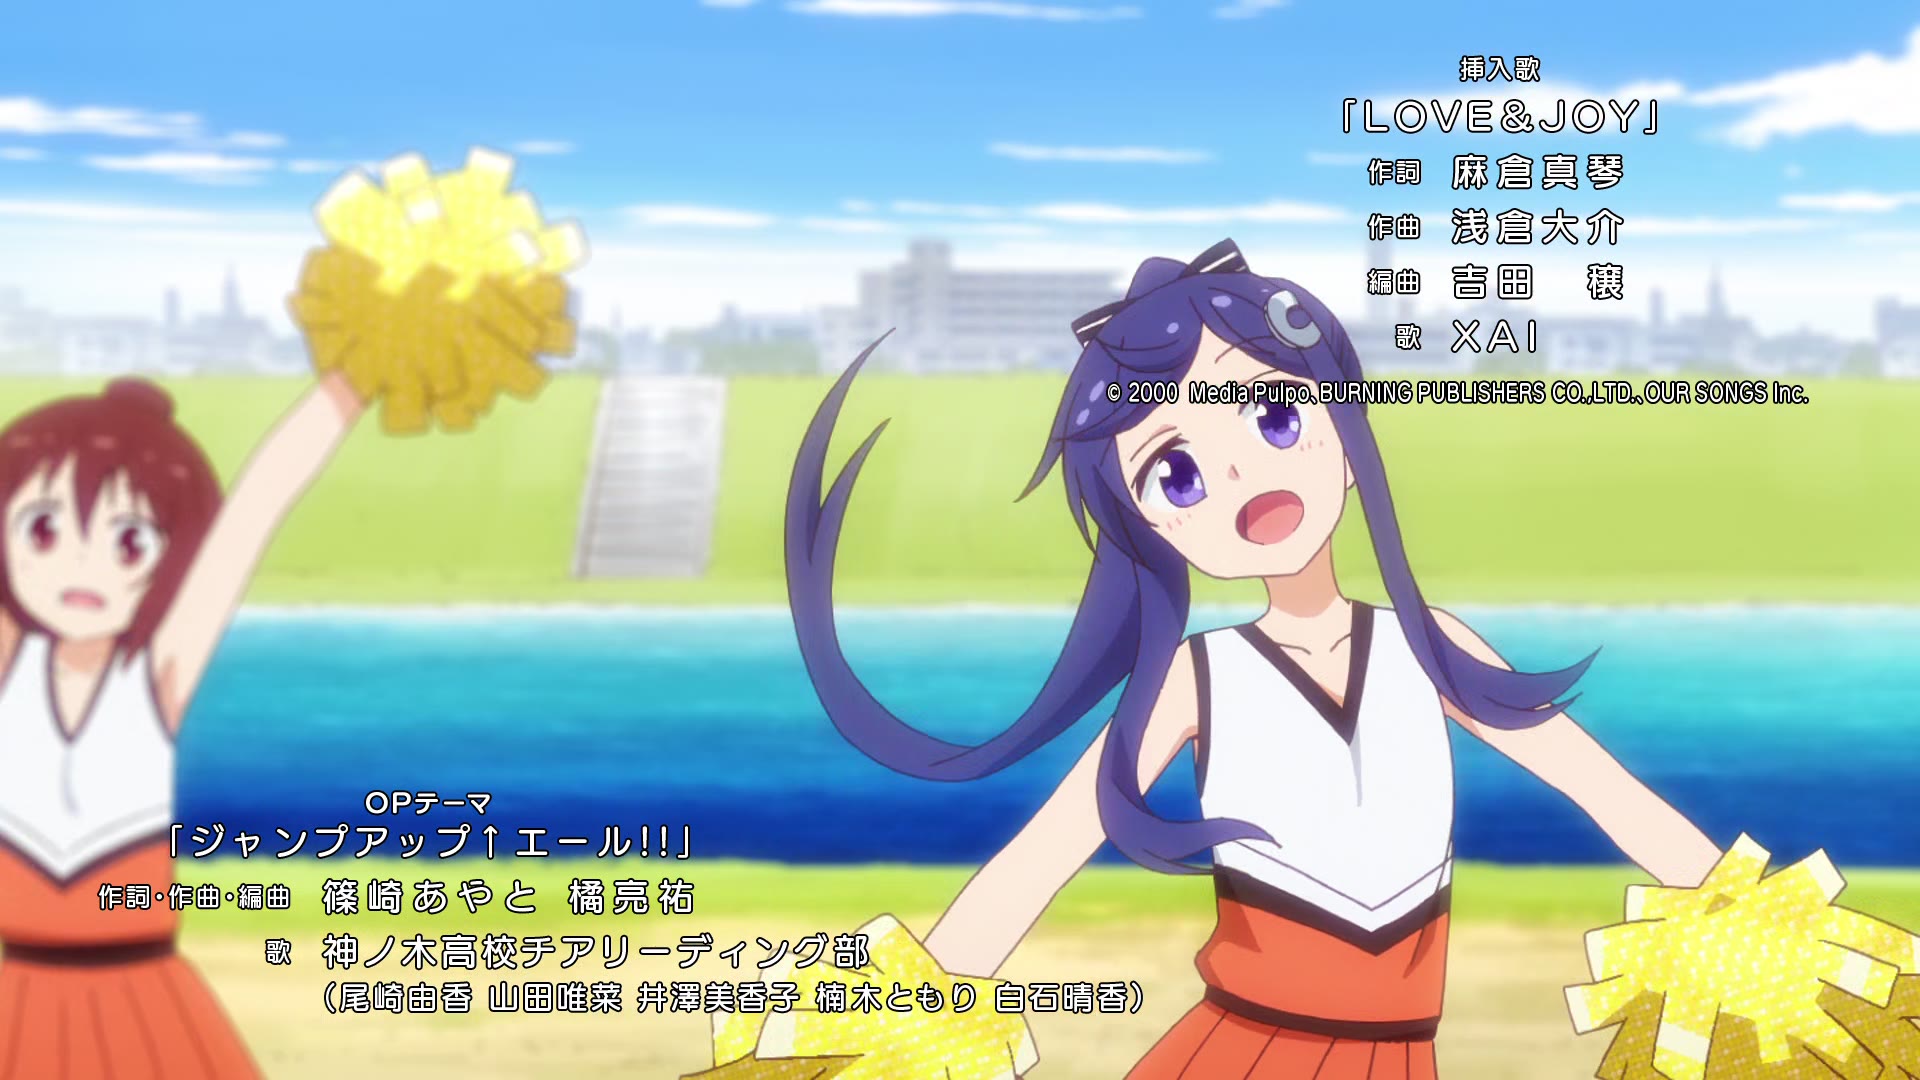 挿入歌
「LOVE&JOY」
作詞 麻倉真琴
作曲 浅倉大介
編曲 吉田 穣
歌 XAI
© 2000 Media Pulpo、BURNING PUBLISHERS CO.,LTD.、OUR SONGS Inc.
OPテーマ
「ジャンプアップ↑エール!!」
作詞・作曲・編曲 篠崎あやと 橘亮祐
歌 神ノ木高校チアリーディング部
（尾崎由香 山田唯菜 井澤美香子 楠木ともり 白石晴香）